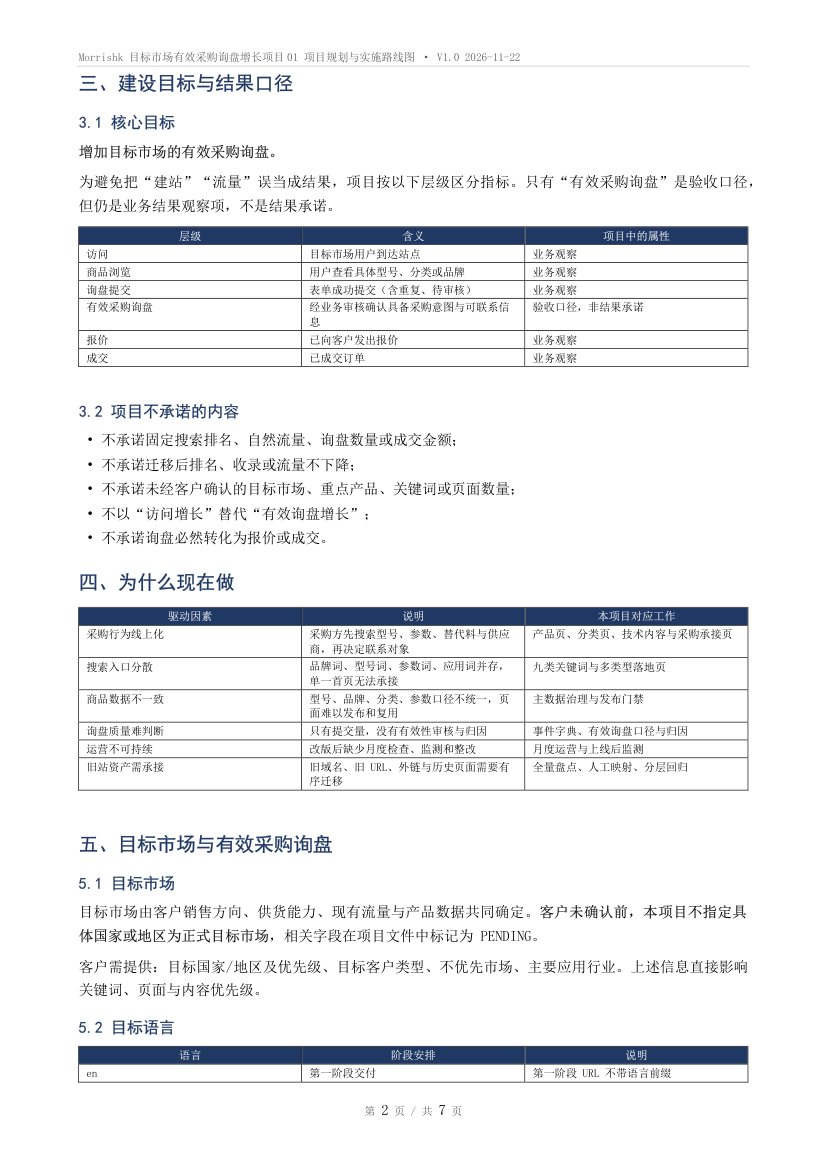 Morrishk 目标市场有效采购询盘增长项目01 项目规划与实施路线图 • V1.0 2026-11-22
三、建设目标与结果口径
3.1 核心目标
增加目标市场的有效采购询盘。
为避免把“建站”“流量”误当成结果，项目按以下层级区分指标。只有“有效采购询盘”是验收口径，
但仍是业务结果观察项，不是结果承诺。
层级 含义 项目中的属性
访问 目标市场用户到达站点 业务观察
商品浏览 用户查看具体型号、分类或品牌 业务观察
询盘提交 表单成功提交（含重复、待审核） 业务观察
有效采购询盘 经业务审核确认具备采购意图与可联系信 验收口径，非结果承诺
息
报价 已向客户发出报价 业务观察
成交 已成交订单 业务观察
3.2 项目不承诺的内容
• 不承诺固定搜索排名、自然流量、询盘数量或成交金额；
• 不承诺迁移后排名、收录或流量不下降；
• 不承诺未经客户确认的目标市场、重点产品、关键词或页面数量；
• 不以“访问增长”替代“有效询盘增长”；
• 不承诺询盘必然转化为报价或成交。
四、为什么现在做
驱动因素 说明 本项目对应工作
采购行为线上化 采购方先搜索型号、参数、替代料与供应 产品页、分类页、技术内容与采购承接页
商，再决定联系对象
搜索入口分散 品牌词、型号词、参数词、应用词并存， 九类关键词与多类型落地页
单一首页无法承接
商品数据不一致 型号、品牌、分类、参数口径不统一，页 主数据治理与发布门禁
面难以发布和复用
询盘质量难判断 只有提交量，没有有效性审核与归因 事件字典、有效询盘口径与归因
运营不可持续 改版后缺少月度检查、监测和整改 月度运营与上线后监测
旧站资产需承接 旧域名、旧 URL、外链与历史页面需要有 全量盘点、人工映射、分层回归
序迁移
五、目标市场与有效采购询盘
5.1 目标市场
目标市场由客户销售方向、供货能力、现有流量与产品数据共同确定。客户未确认前，本项目不指定具
体国家或地区为正式目标市场，相关字段在项目文件中标记为 PENDING。
客户需提供：目标国家/地区及优先级、目标客户类型、不优先市场、主要应用行业。上述信息直接影响
关键词、页面与内容优先级。
5.2 目标语言
语言 阶段安排 说明
en 第一阶段交付 第一阶段 URL 不带语言前缀
第 2 页 / 共 7 页